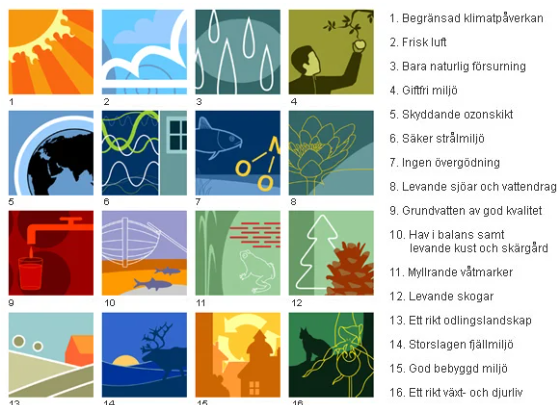 1
2
3
4
5
6
7
O
N
O
8
9
10
11
12
13
14
15
16
1. Begränsad klimatpåverkan
2. Frisk luft
3. Bara naturlig försurning
4. Giftfri miljö
5. Skyddande ozonskikt
6. Säker strålmiljö
7. Ingen övergödning
8. Levande sjöar och vattendrag
9. Grundvatten av god kvalitet
10. Hav i balans samt
levande kust och skärgård
11. Myllrande våtmarker
12. Levande skogar
13. Ett rikt odlingslandskap
14. Storslagen fjällmiljö
15. God bebyggd miljö
16. Ett rikt växt- och djurliv